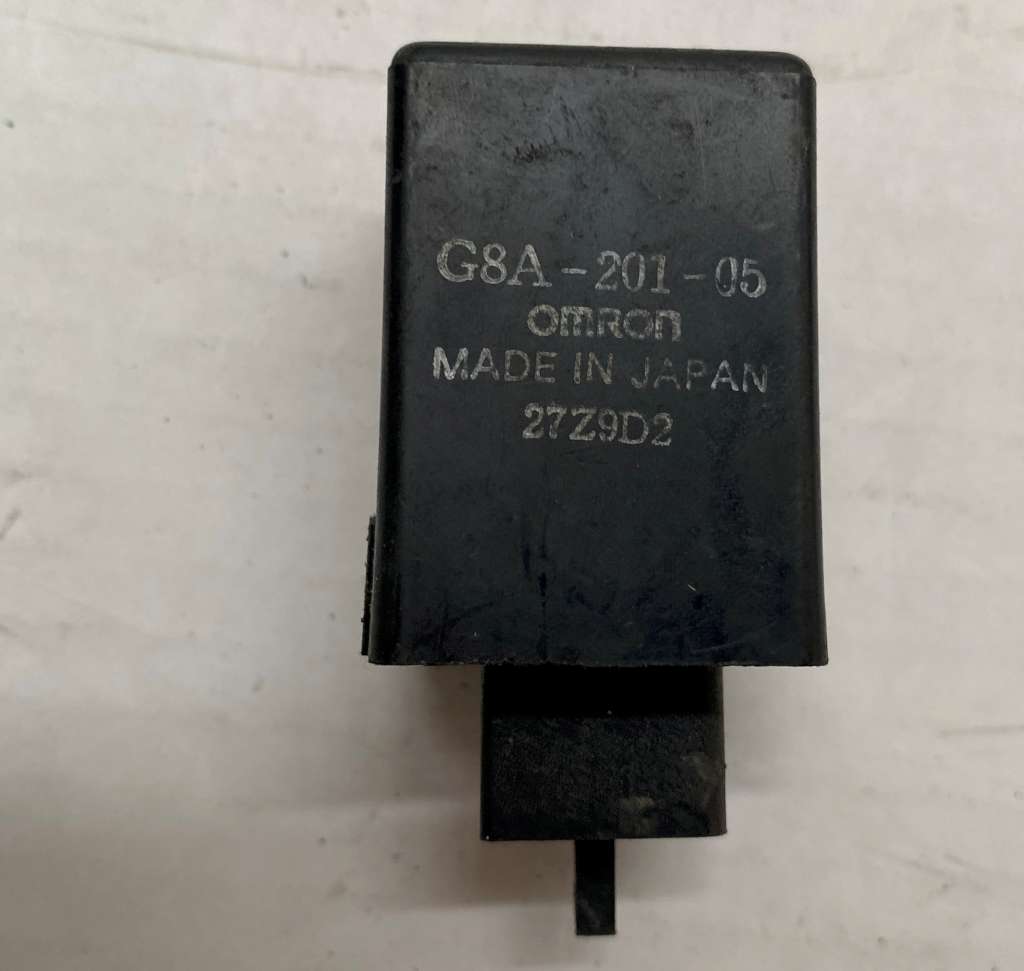 G8A-201-05
omron
MADE IN JAPAN
27Z9D2